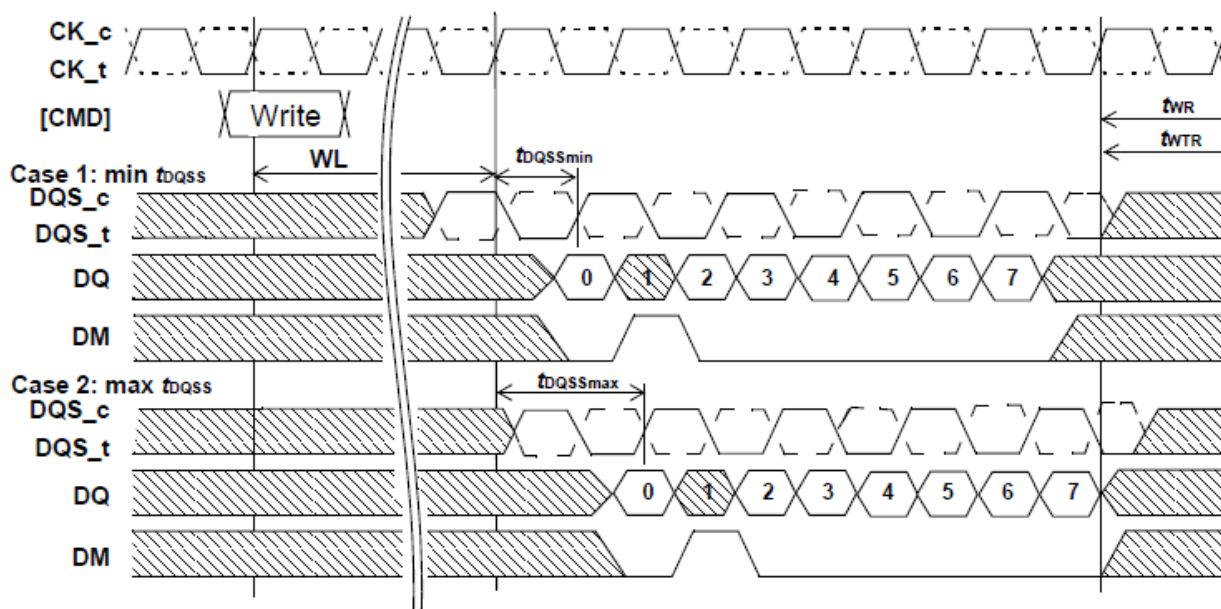 CK_c
CK_t
[CMD] Write tWR
tWTR
WL tDQSSmin
Case 1: min tDQSS
DQS_c
DQS_t
DQ 0 1 2 3 4 5 6 7
DM
Case 2: max tDQSS tDQSSmax
DQS_c
DQS_t
DQ 0 1 2 3 4 5 6 7
DM